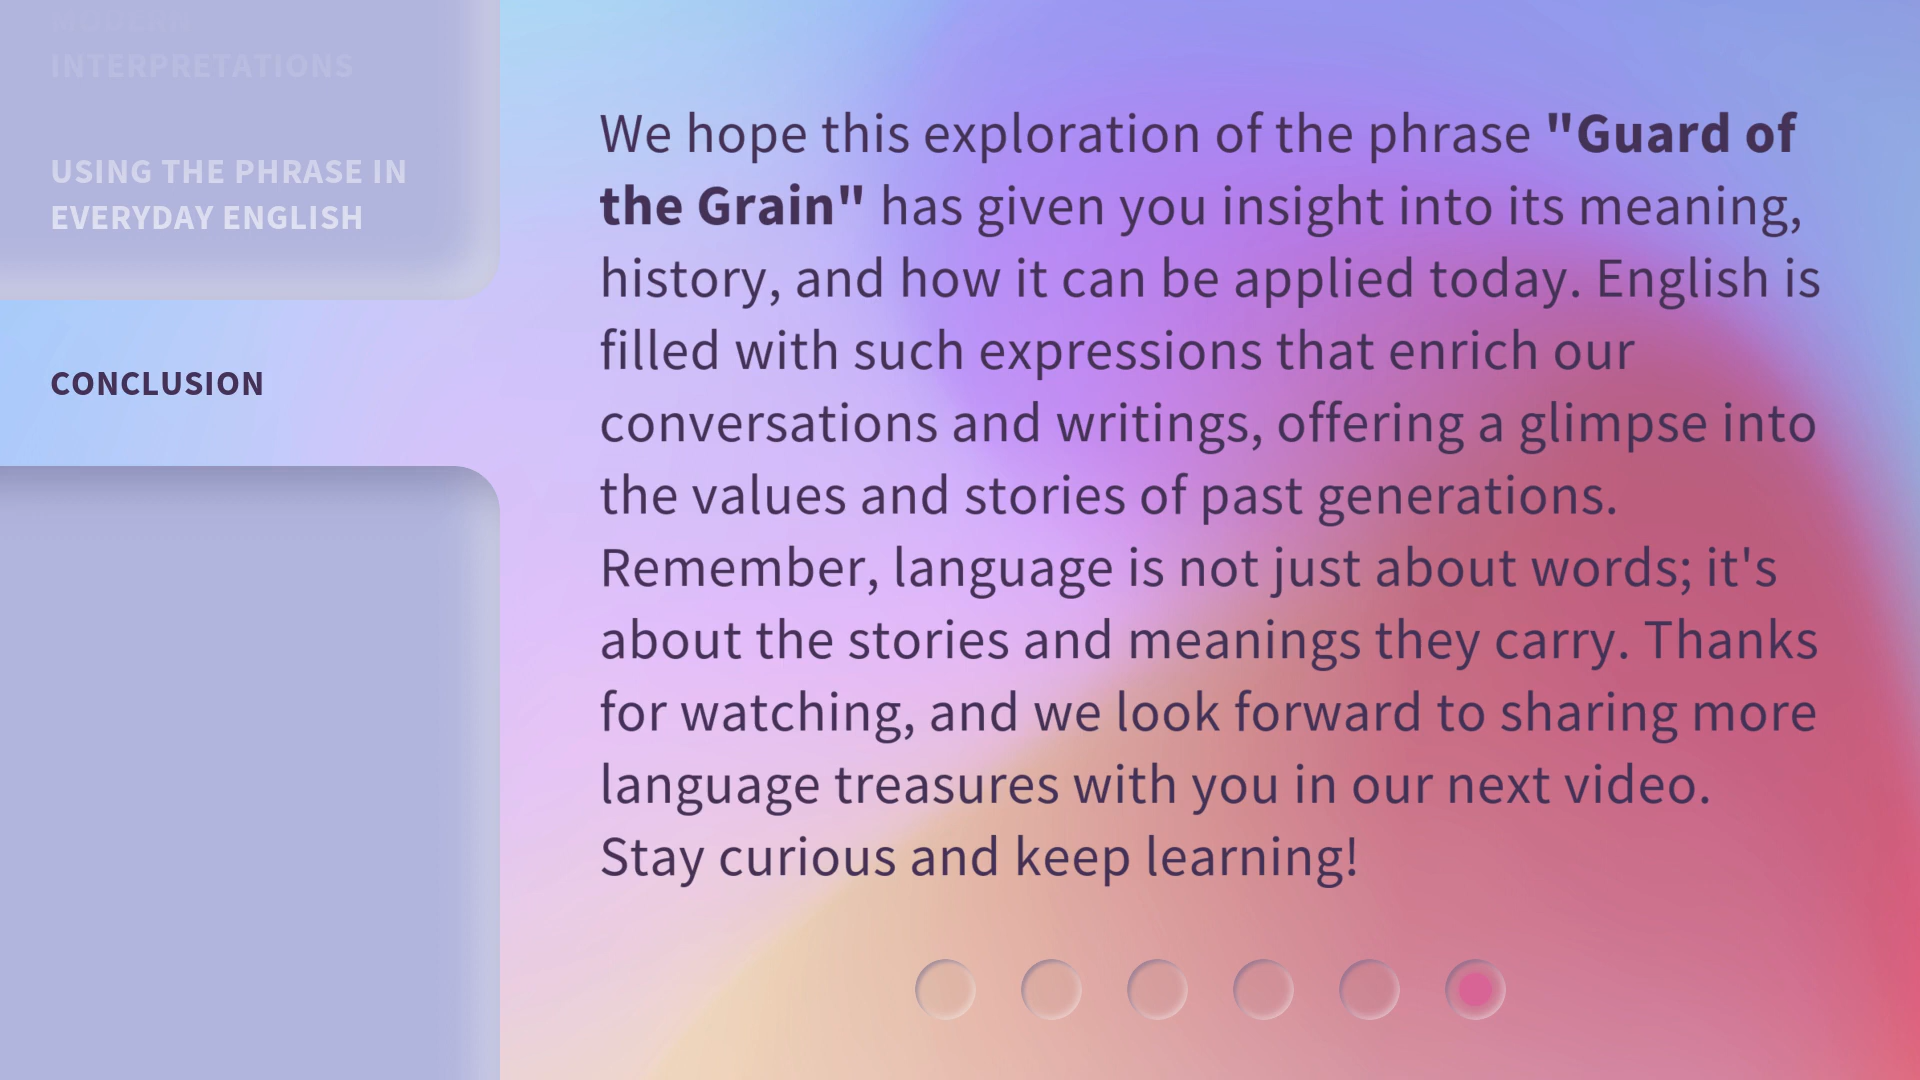 MODERN
INTERPRETATIONS
USING THE PHRASE IN
EVERYDAY ENGLISH
CONCLUSION
We hope this exploration of the phrase "Guard of
the Grain" has given you insight into its meaning,
history, and how it can be applied today. English is
filled with such expressions that enrich our
conversations and writings, offering a glimpse into
the values and stories of past generations.
Remember, language is not just about words; it's
about the stories and meanings they carry. Thanks
for watching, and we look forward to sharing more
language treasures with you in our next video.
Stay curious and keep learning!